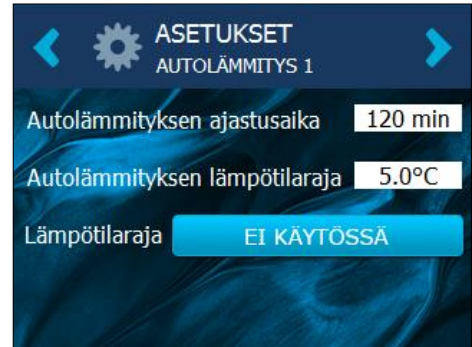 ASETUKSET
AUTOLÄMMITYS 1
Autolämmityksen ajastusaika 120 min
Autolämmityksen lämpötilaraja 5.0°C
Lämpötilaraja EI KÄYTÖSSÄ